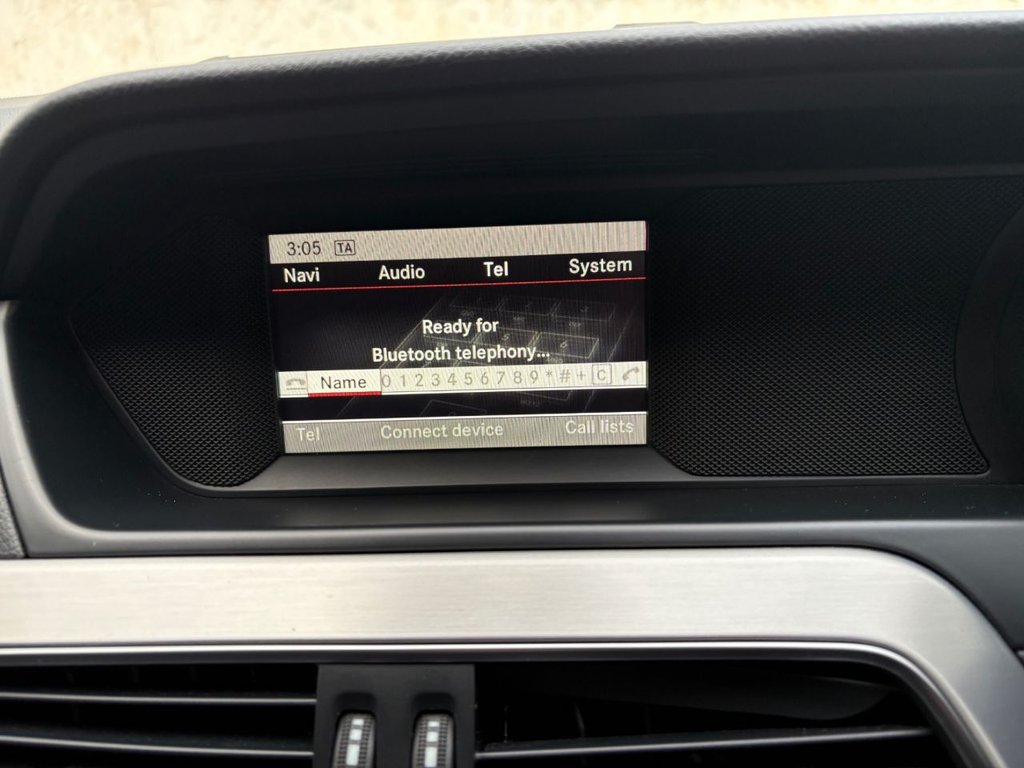 3:05 TA
Navi Audio Tel System
Ready for
Bluetooth telephony...
Name 0 1 2 3 4 5 6 7 8 9 * # + C
Tel Connect device Call lists